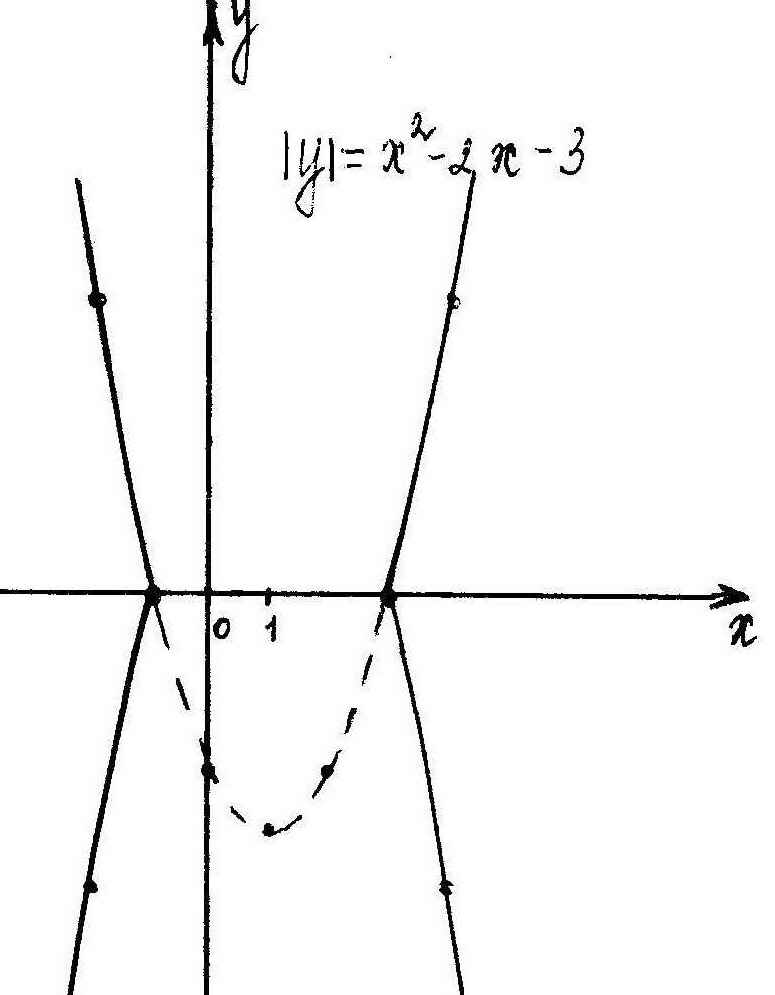 y
|y| = x² - 2x - 3
0 1
x